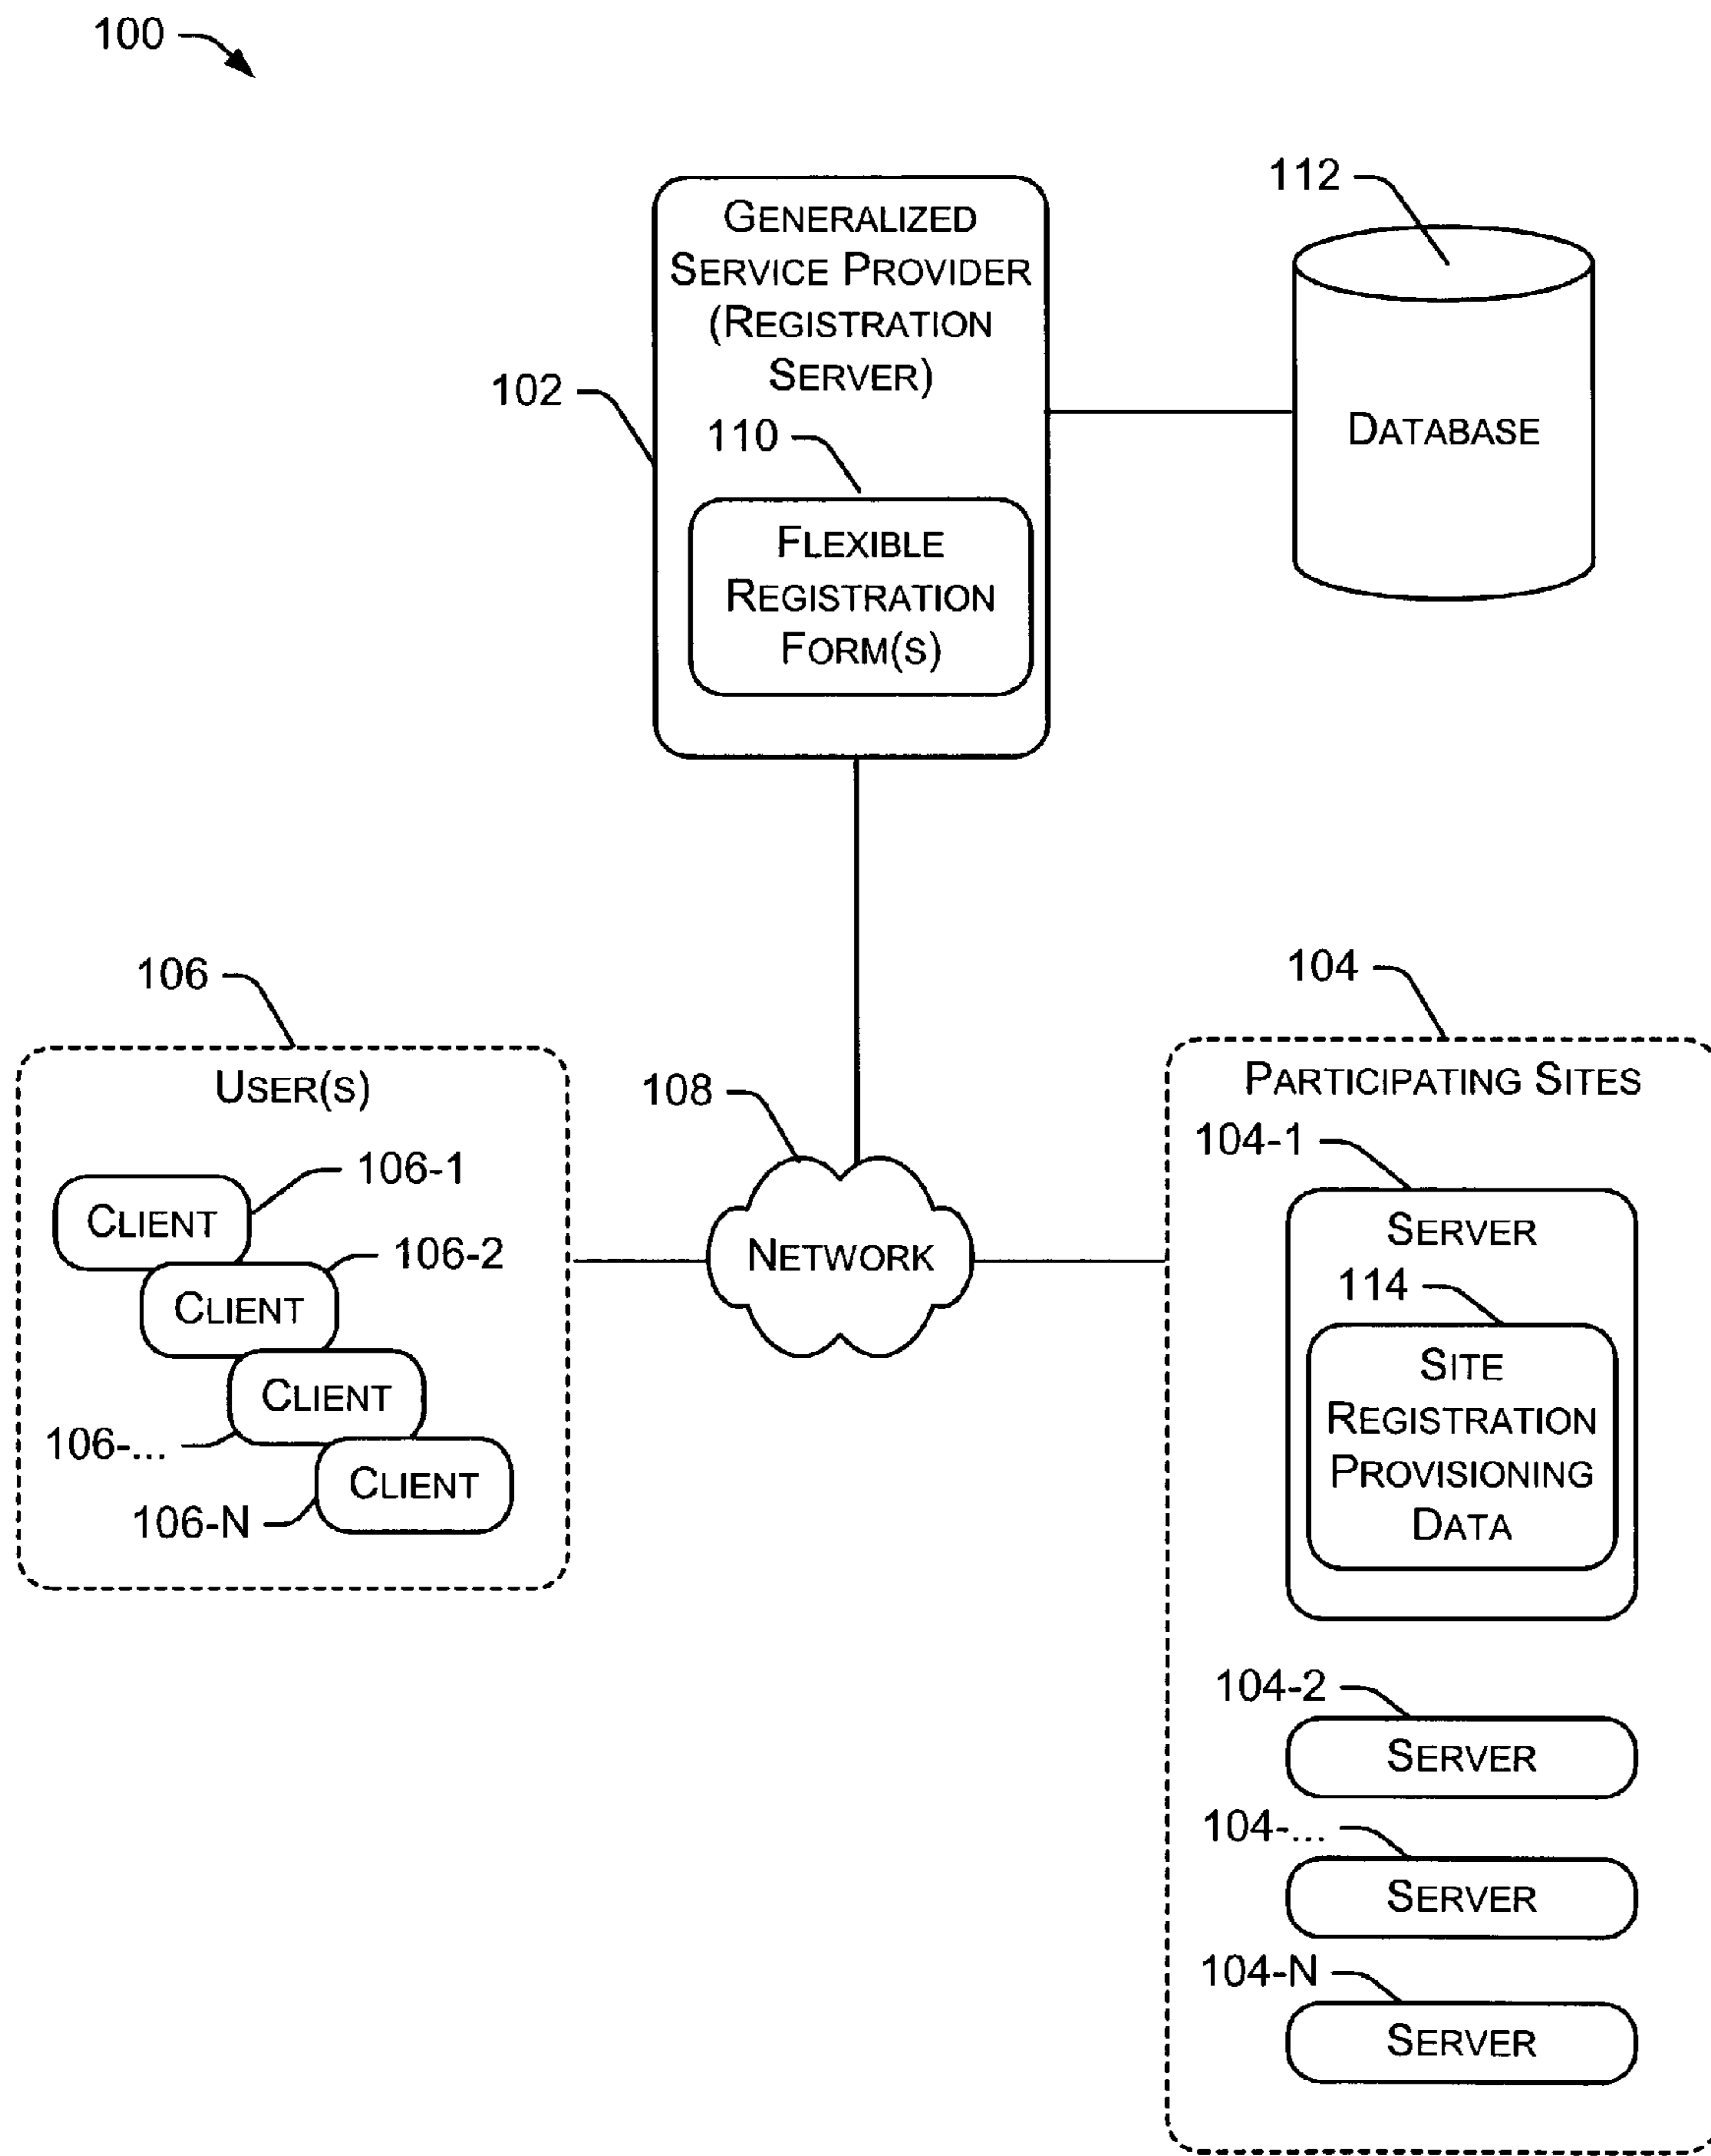 100
GENERALIZED
SERVICE PROVIDER
(REGISTRATION
SERVER)
102
110
FLEXIBLE
REGISTRATION
FORM(S)
112
DATABASE
106
USER(S)
106-1
CLIENT
106-2
CLIENT
CLIENT
106-...
CLIENT
106-N
108
NETWORK
104
PARTICIPATING SITES
104-1
SERVER
114
SITE
REGISTRATION
PROVISIONING
DATA
104-2
SERVER
104-...
SERVER
104-N
SERVER